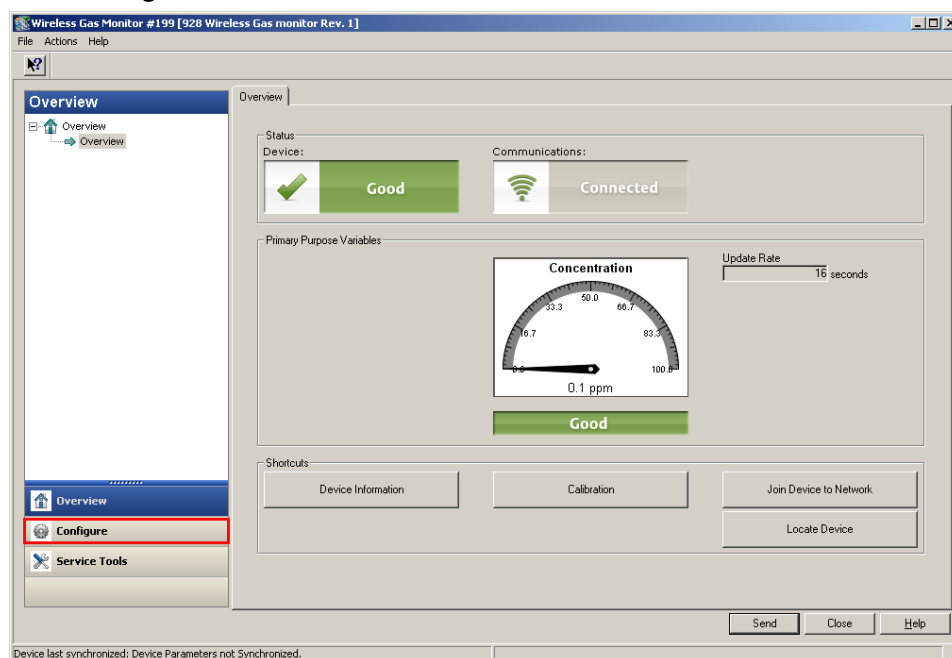 Wireless Gas Monitor #199 [928 Wireless Gas monitor Rev. 1]
File Actions Help
Overview
Overview
Overview
Overview
Status
Device:
Communications:
Good
Connected
Primary Purpose Variables
Concentration
0.0
16.7
33.3
50.0
66.7
83.3
100.0
0.1 ppm
Good
Update Rate
16 seconds
Shortcuts
Device Information
Calibration
Join Device to Network
Locate Device
Overview
Configure
Service Tools
Send
Close
Help
Device last synchronized: Device Parameters not Synchronized.